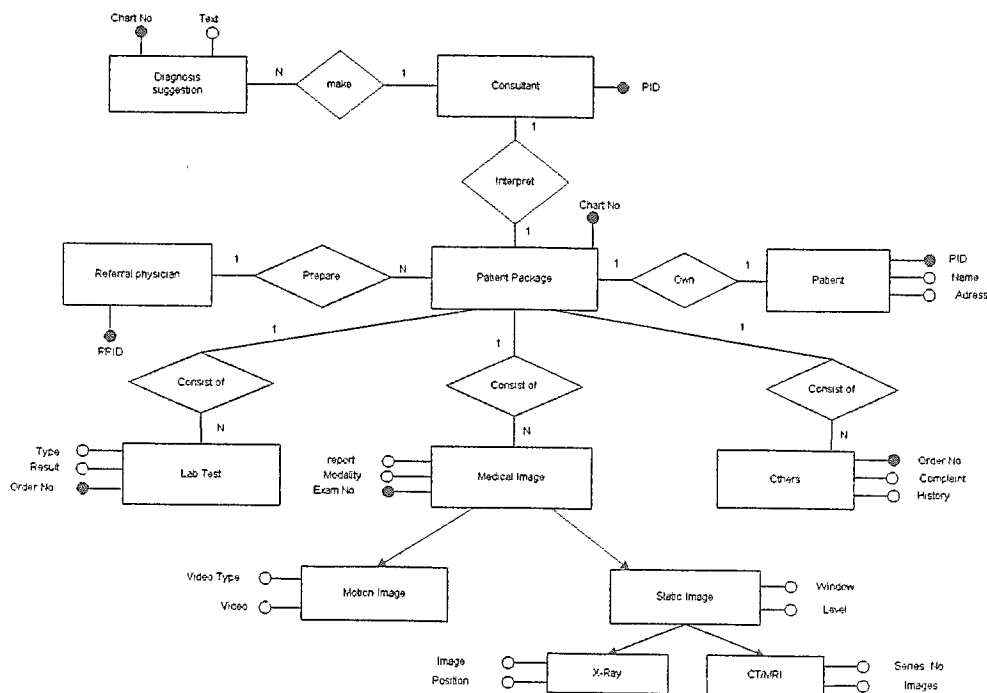 Chart No
Text
Diagnosis
suggestion
N
make
1
Consultant
PID
1
Interpret
Chart No
1
Referral physician
1
Prepare
N
Patient Package
1
Own
1
Patient
PID
Name
Adress
RPID
1
1
1
Consist of
Consist of
Consist of
N
N
N
Type
Result
Order No
Lab Test
report
Modality
Exam No
Medical Image
Others
Order No
Complaint
History
Video Type
Video
Motion Image
Static Image
Window
Level
Image
Position
X-Ray
CT/MRI
Series No
Images